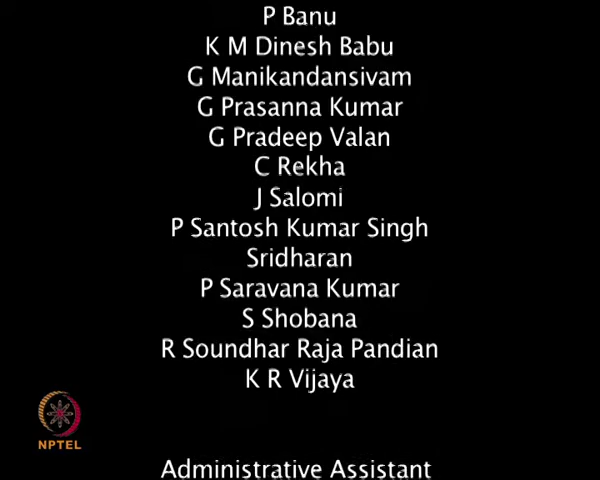 P Banu
K M Dinesh Babu
G Manikandansivam
G Prasanna Kumar
G Pradeep Valan
C Rekha
J Salomi
P Santosh Kumar Singh
Sridharan
P Saravana Kumar
S Shobana
R Soundhar Raja Pandian
K R Vijaya
NPTEL
Administrative Assistant